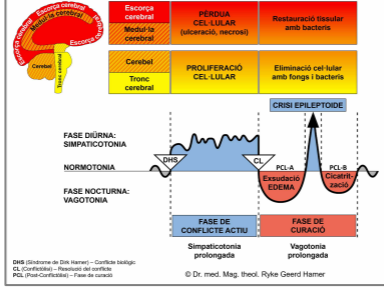 Escorça cerebral
Medul·la cerebral
Escorça cerebral
Escorça
Cerebel
Tronc cerebral
Escorça
cerebral
Medul·la
cerebral
PÈRDUA
CEL·LULAR
(ulceració, necrosi)
Restauració tissular
amb bacteris
Cerebel
Tronc
cerebral
PROLIFERACIÓ
CEL·LULAR
Eliminació cel·lular
amb fongs i bacteris
CRISI EPILEPTOIDE
FASE DIÜRNA:
SIMPATICOTONIA
DHS
CL
PCL-A
PCL-B
NORMOTONIA
Exsudació
EDEMA
Cicatrit-
zació
FASE NOCTURNA:
VAGOTONIA
FASE DE
CONFLICTE ACTIU
FASE DE
CURACIÓ
Simpaticotonia
prolongada
Vagotonia
prolongada
DHS (Síndrome de Dirk Hamer) – Conflicte biològic
CL (Conflictòlisi) – Resolució del conflicte
PCL (Post-Conflictòlisi) – Fase de curació
© Dr. med. Mag. theol. Ryke Geerd Hamer